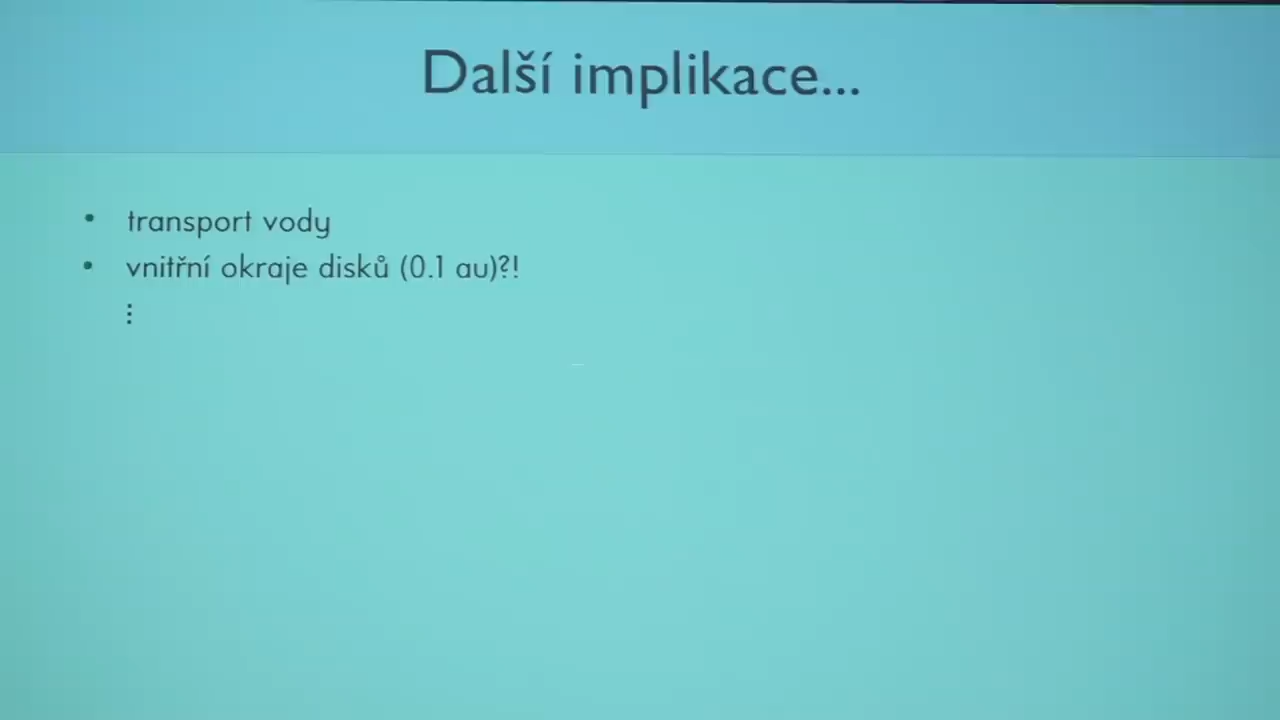 Další implikace...
• transport vody
• vnitřní okraje disků (0.1 au)?!
⋮